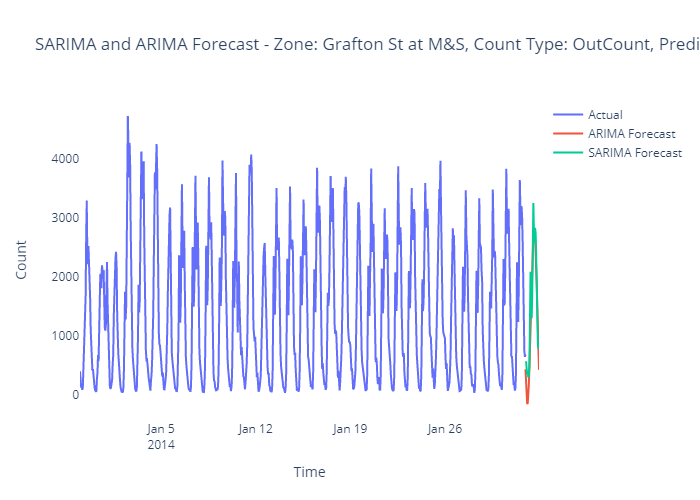 SARIMA and ARIMA Forecast - Zone: Grafton St at M&S, Count Type: OutCount, Predi
Actual
ARIMA Forecast
SARIMA Forecast
4000
3000
2000
1000
0
Count
Jan 5
2014
Jan 12
Jan 19
Jan 26
Time